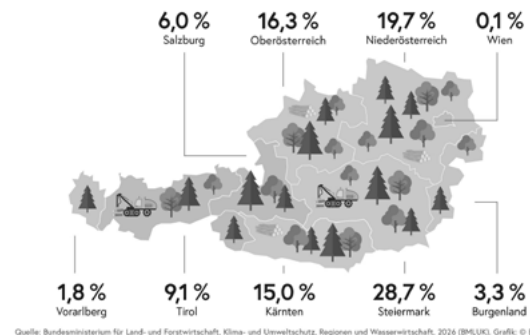 6,0 %
Salzburg
16,3 %
Oberösterreich
19,7 %
Niederösterreich
0,1 %
Wien
1,8 %
Vorarlberg
9,1 %
Tirol
15,0 %
Kärnten
28,7 %
Steiermark
3,3 %
Burgenland
Quelle: Bundesministerium für Land- und Forstwirtschaft, Klima- und Umweltschutz, Regionen und Wasserwirtschaft, 2026 (BMLUK). Grafik: ©